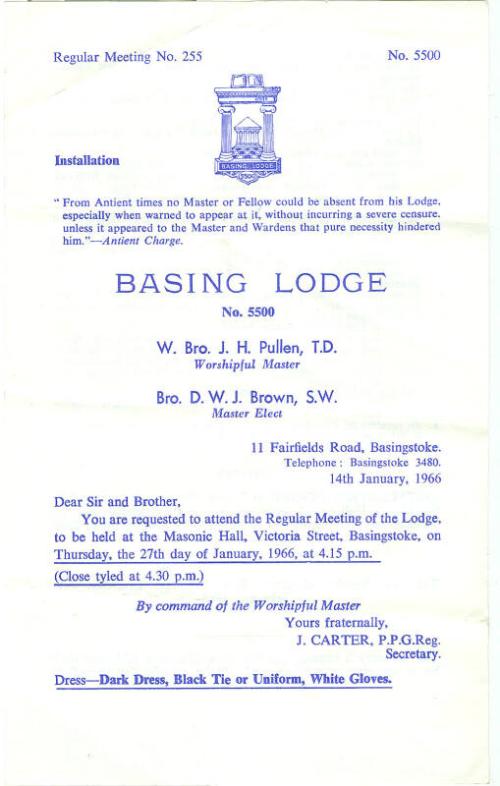 Regular Meeting No. 255
No. 5500
BASING LODGE
5500
Installation
" From Antient times no Master or Fellow could be absent from his Lodge,
especially when warned to appear at it, without incurring a severe censure,
unless it appeared to the Master and Wardens that pure necessity hindered
him."—Antient Charge.
BASING LODGE
No. 5500
W. Bro. J. H. Pullen, T.D.
Worshipful Master
Bro. D. W. J. Brown, S.W.
Master Elect
11 Fairfields Road, Basingstoke.
Telephone : Basingstoke 3480.
14th January, 1966
Dear Sir and Brother,
You are requested to attend the Regular Meeting of the Lodge,
to be held at the Masonic Hall, Victoria Street, Basingstoke, on
Thursday, the 27th day of January, 1966, at 4.15 p.m.
(Close tyled at 4.30 p.m.)
By command of the Worshipful Master
Yours fraternally,
J. CARTER, P.P.G.Reg.
Secretary.
Dress—Dark Dress, Black Tie or Uniform, White Gloves.